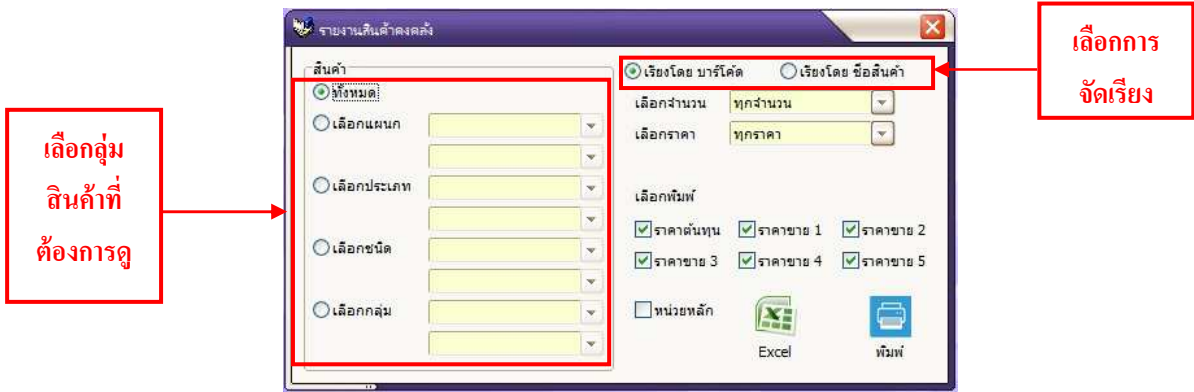 รายงานสินค้าคงคลัง
เลือกการ
จัดเรียง
สินค้า
ทั้งหมด
เลือกแผนก
เลือกประเภท
เลือกชนิด
เลือกกลุ่ม
เรียงโดย บาร์โค้ด
เรียงโดย ชื่อสินค้า
เลือกจำนวน
ทุกจำนวน
เลือกราคา
ทุกราคา
เลือกพิมพ์
ราคาต้นทุน
ราคาขาย 1
ราคาขาย 2
ราคาขาย 3
ราคาขาย 4
ราคาขาย 5
หน่วยหลัก
Excel
พิมพ์
เลือกลุ่ม
สินค้าที่
ต้องการดู